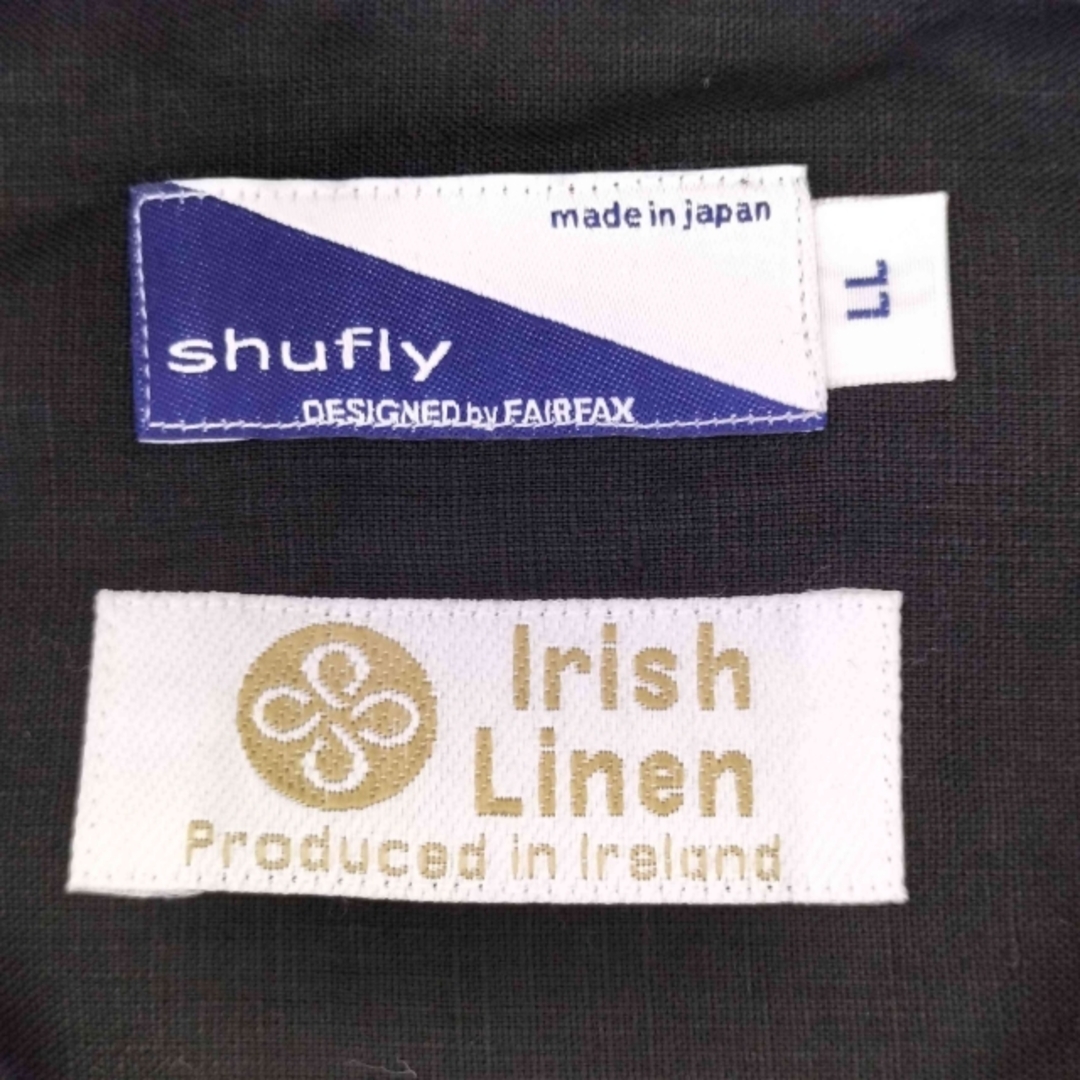 made in japan
LL
shufly
DESIGNED by FAIRFAX
Irish
Linen
Produced in Ireland